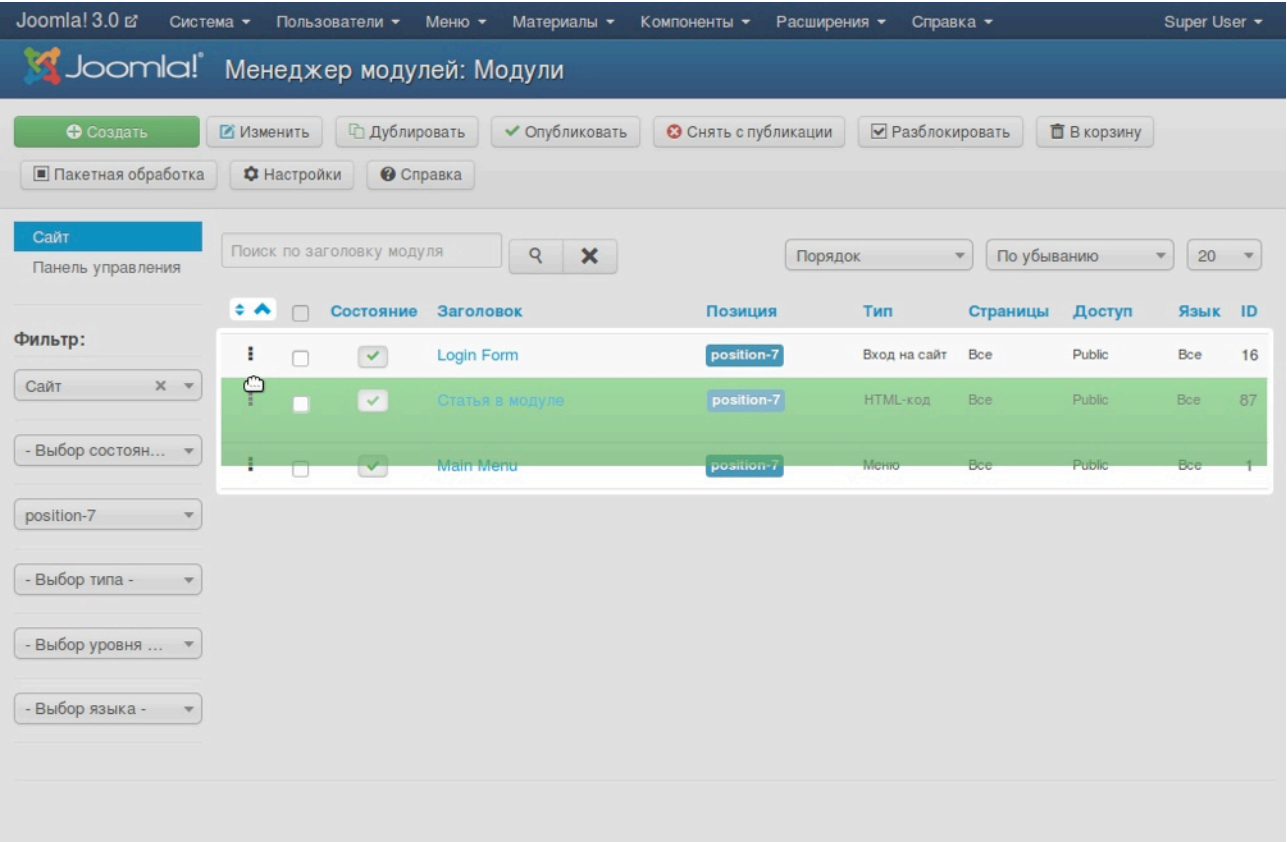 Joomla! 3.0 Система Пользователи Меню Материалы Компоненты Расширения Справка Super User
Joomla! Менеджер модулей: Модули
Создать Изменить Дублировать Опубликовать Снять с публикации Разблокировать В корзину
Пакетная обработка Настройки Справка
Сайт
Панель управления
Поиск по заголовку модуля Порядок По убыванию 20
Состояние Заголовок Позиция Тип Страницы Доступ Язык ID
Фильтр:
Login Form position-7 Вход на сайт Все Public Все 16
Сайт
Статья в модуле position-7 HTML-код Все Public Все 87
- Выбор состоян...
Main Menu position-7 Меню Все Public Все 1
position-7
- Выбор типа -
- Выбор уровня ...
- Выбор языка -